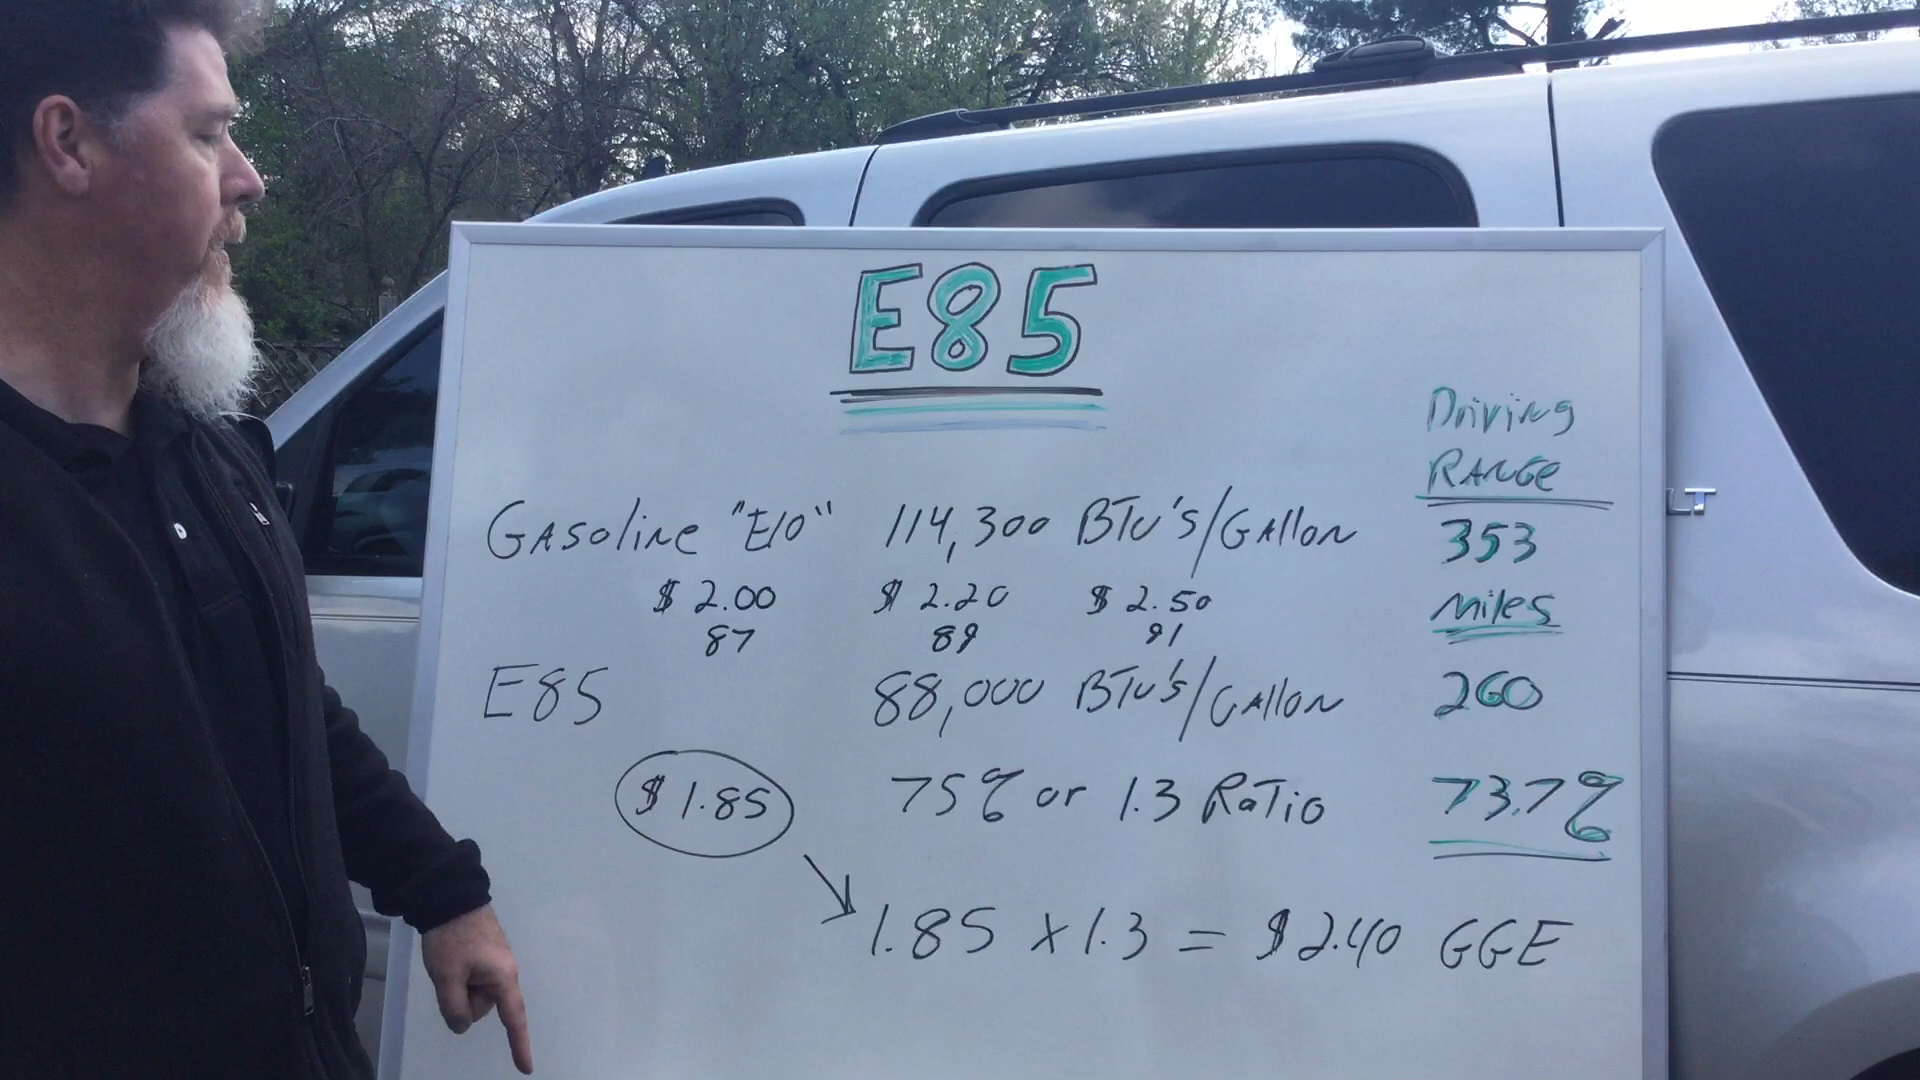 E85
Driving
RANGE
Gasoline "E10" 114,300 BTU's/Gallon 353
$2.00 $2.20 $2.50 Miles
87 89 91
E85 88,000 BTU's/Gallon 260
$1.85 75% or 1.3 Ratio 73.7%
1.85 x 1.3 = $2.40 GGE
LT